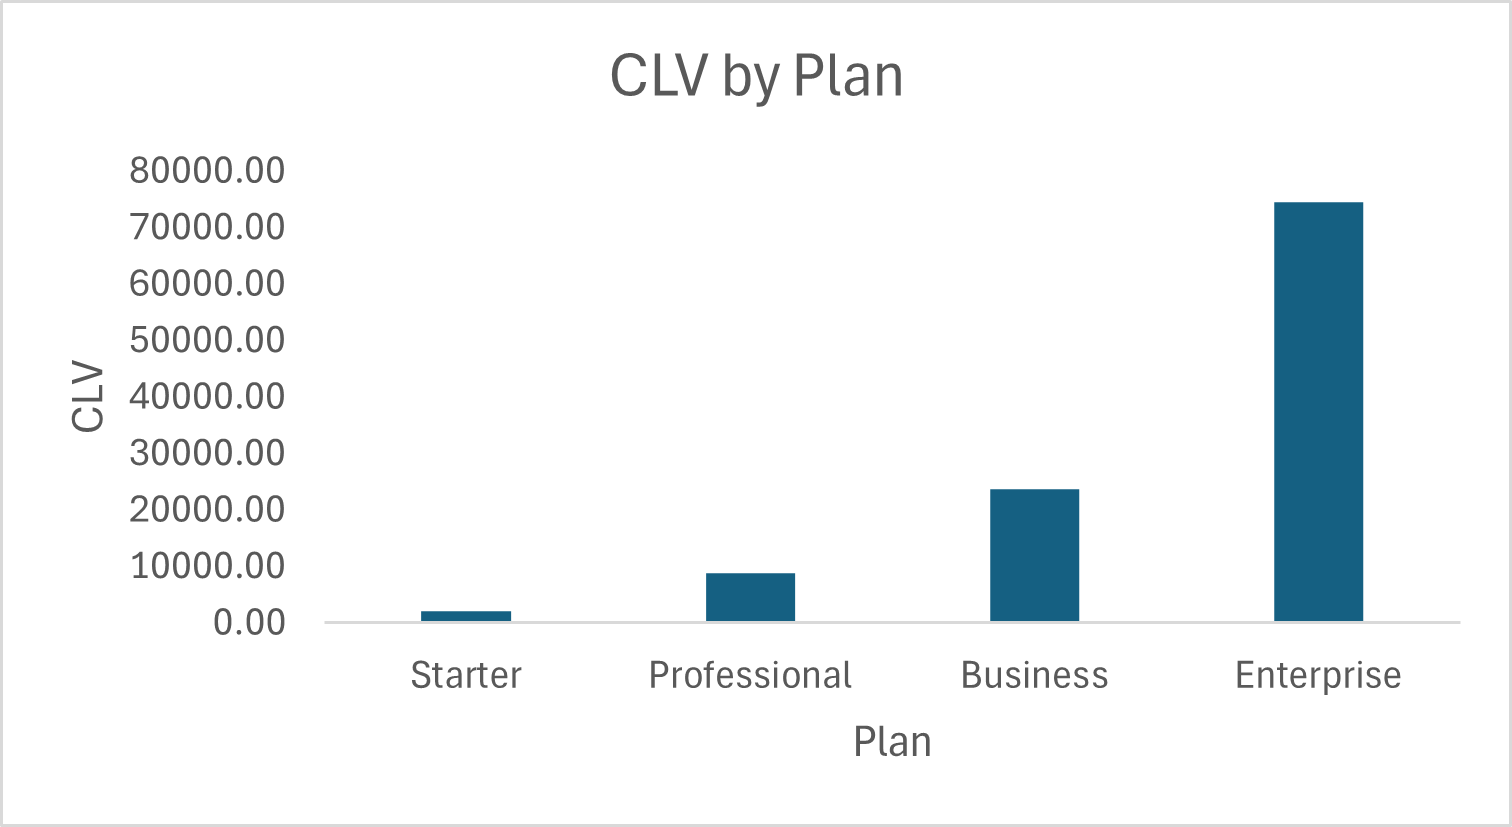 CLV by Plan
80000.00
70000.00
60000.00
50000.00
40000.00
30000.00
20000.00
10000.00
0.00
CLV
Starter Professional Business Enterprise
Plan